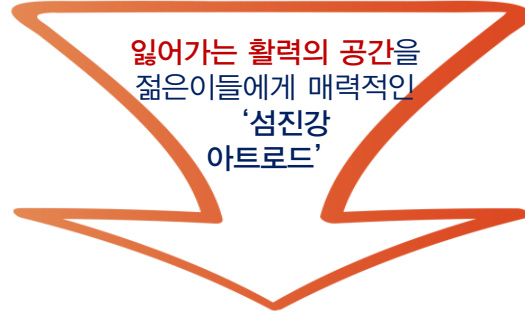 잃어가는 활력의 공간을
젊은이들에게 매력적인
‘섬진강
아트로드’